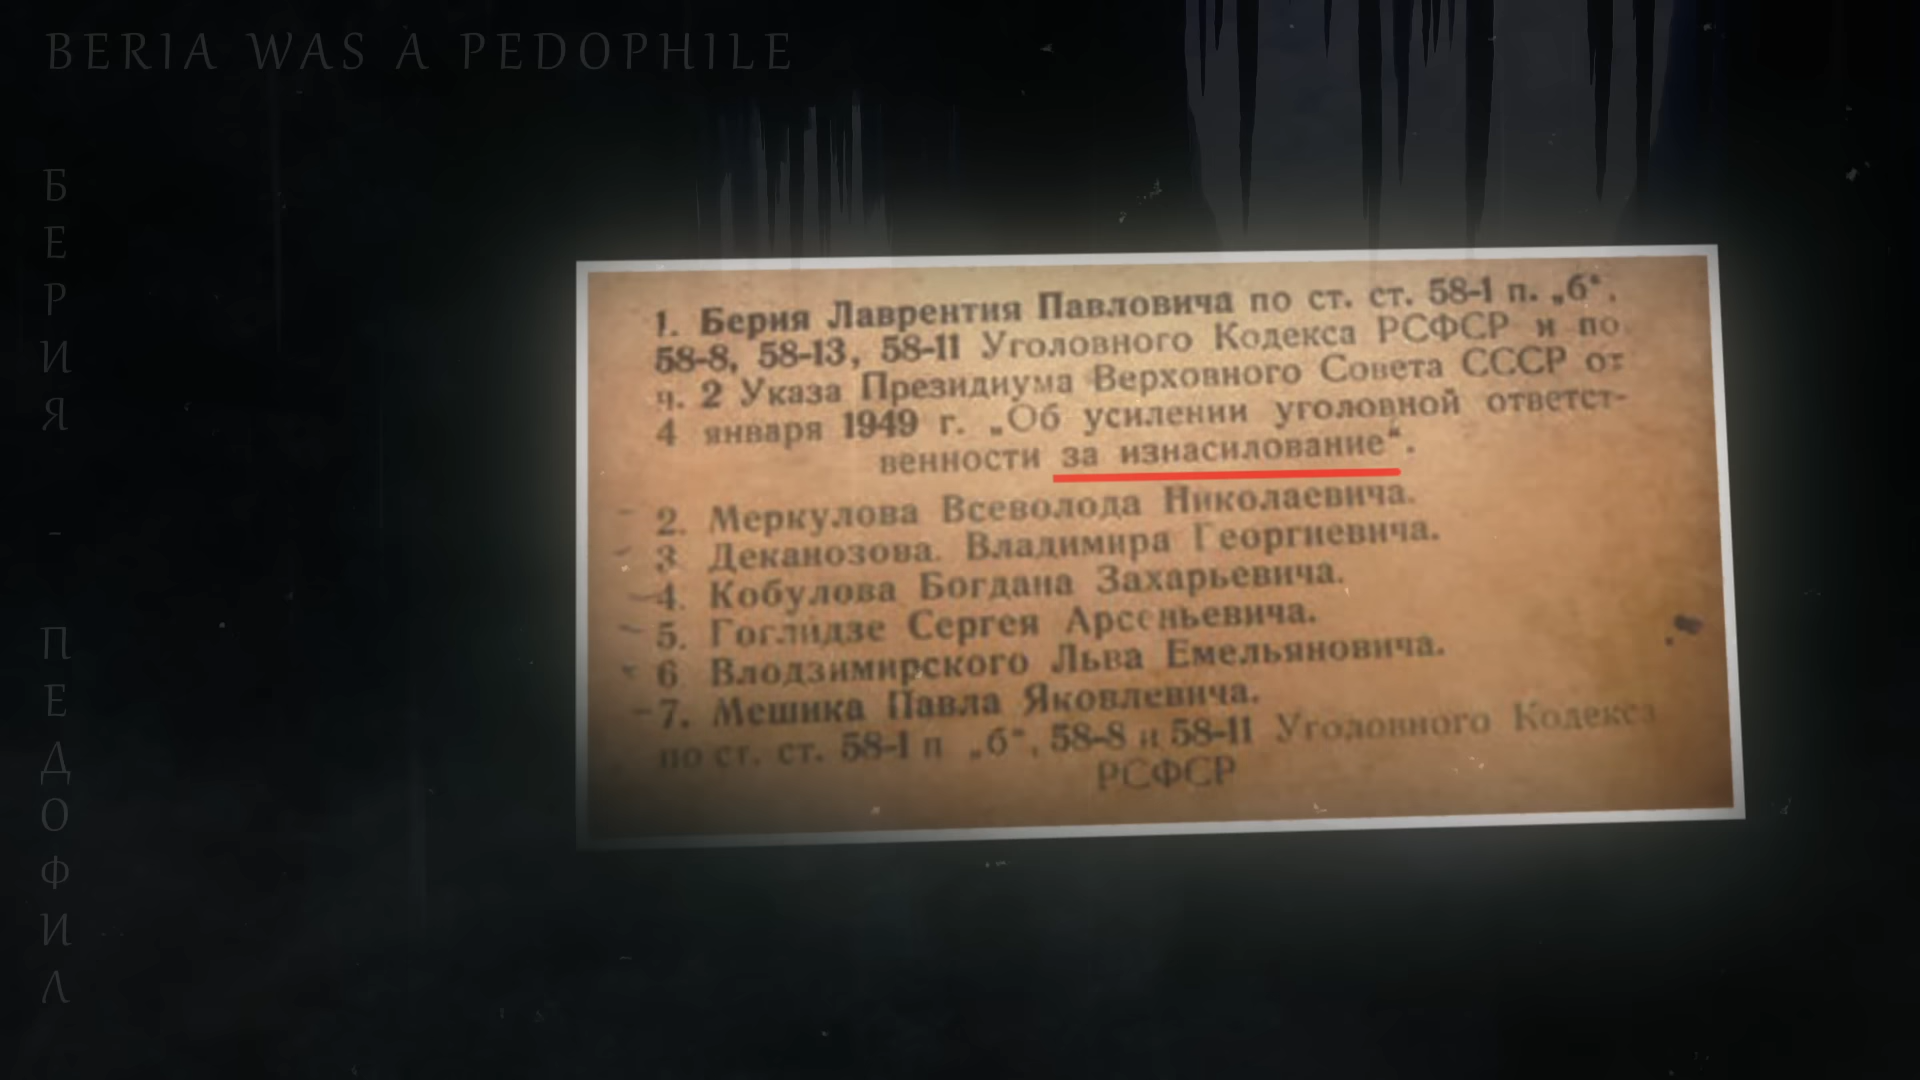 BERIA WAS A PEDOPHILE
БЕРИЯ - ПЕДОФИЛ
1. Берия Лаврентия Павловича по ст. ст. 58-1 п. „б“.
58-8, 58-13, 58-11 Уголовного Кодекса РСФСР и по
ч. 2 Указа Президиума Верховного Совета СССР от
4 января 1949 г. „Об усилении уголовной ответст-
венности за изнасилование“.
2. Меркулова Всеволода Николаевича.
3 Деканозова. Владимира Георгиевича.
4. Кобулова Богдана Захарьевича.
5. Гоглидзе Сергея Арсеньевича.
6 Влодзимирского Льва Емельяновича.
7. Мешика Павла Яковлевича.
по ст. ст. 58-1 п „б“, 58-8 и 58-11 Уголовного Кодекса
РСФСР